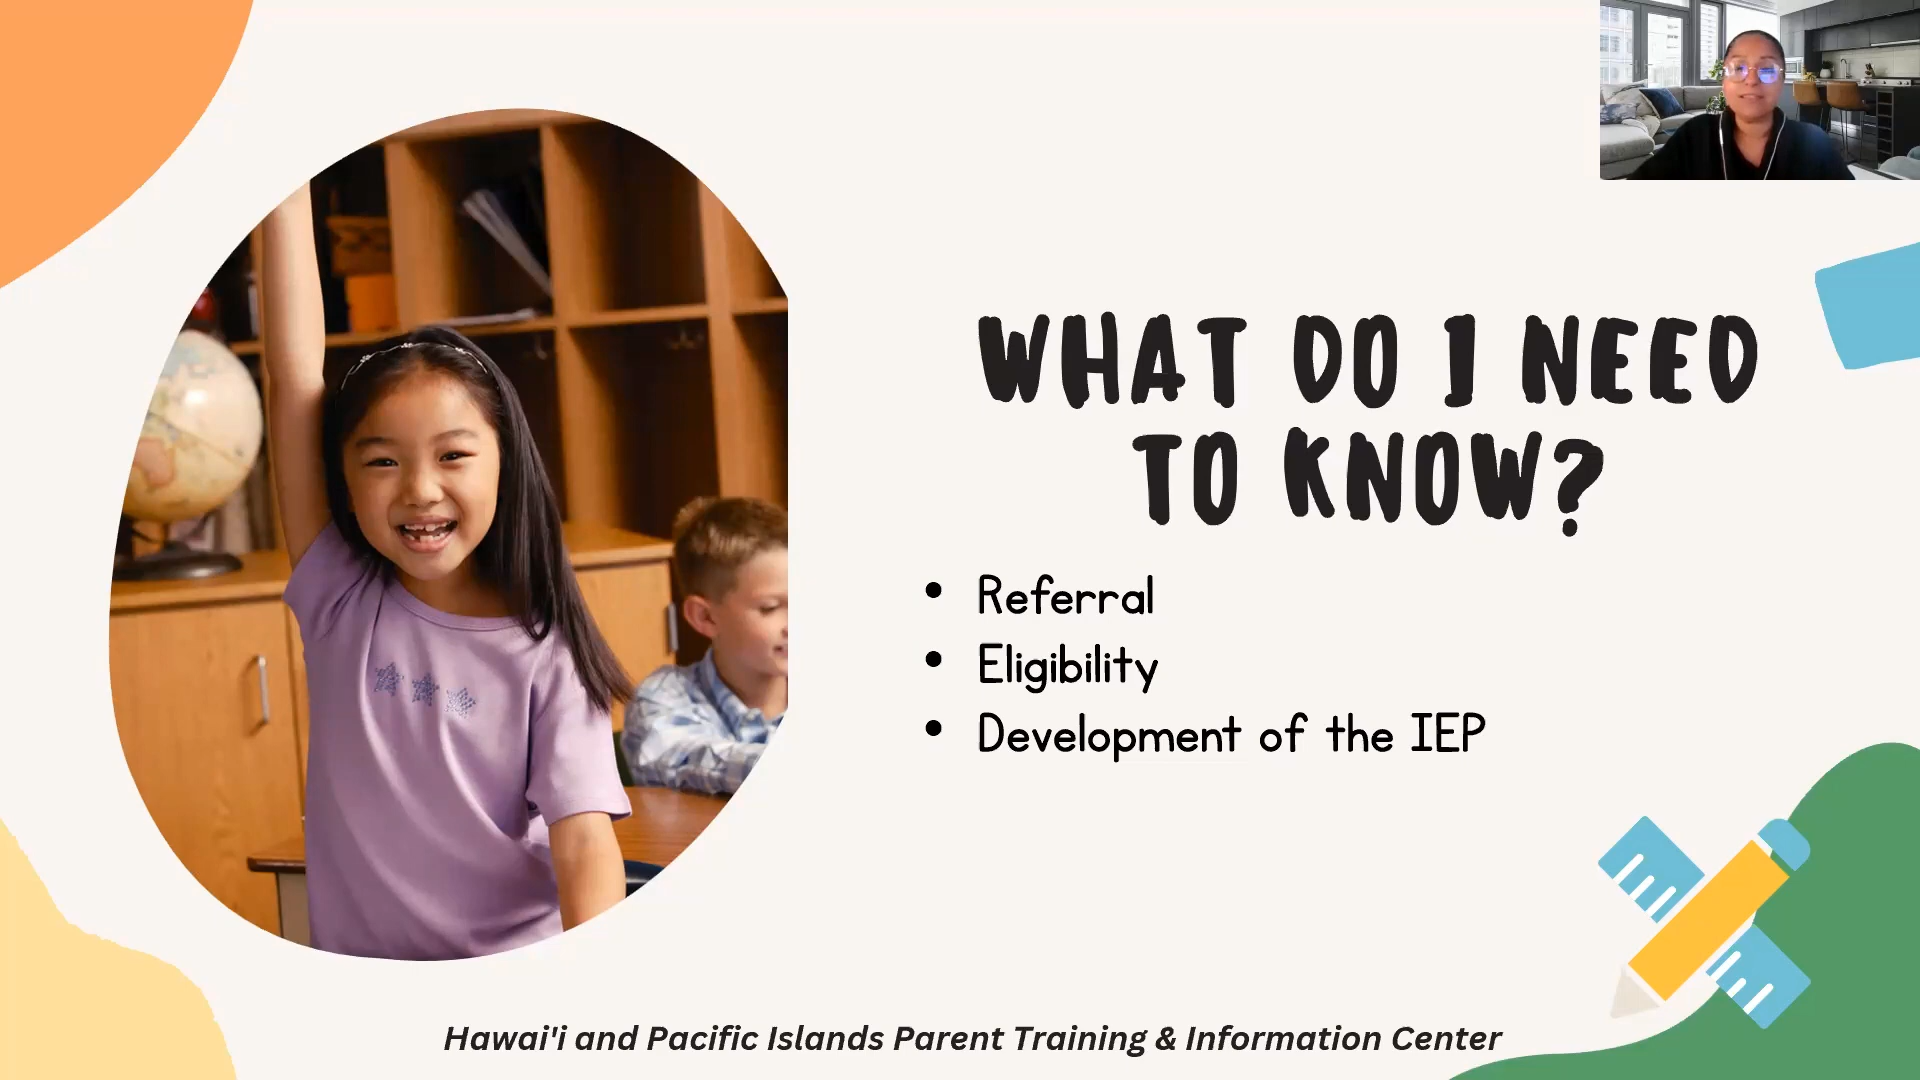 WHAT DO I NEED
TO KNOW?
• Referral
• Eligibility
• Development of the IEP
Hawai'i and Pacific Islands Parent Training & Information Center